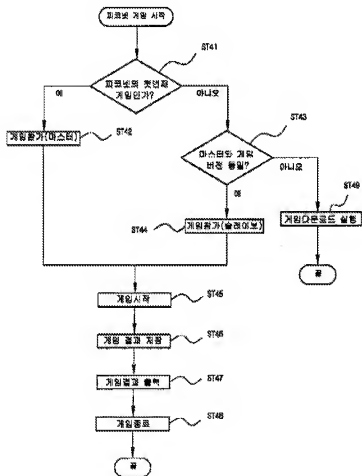 피코넷 게임 시작
ST41
피코넷의 첫번째
게임인가?
예
아니오
게임참가(마스터)
ST42
ST43
마스터와 게임
버전 동일?
아니오
예
ST49
게임다운로드 실행
끝
ST44
게임참가(슬레이브)
게임시작
ST45
게임 결과 저장
ST46
게임결과 출력
ST47
게임종료
ST48
끝